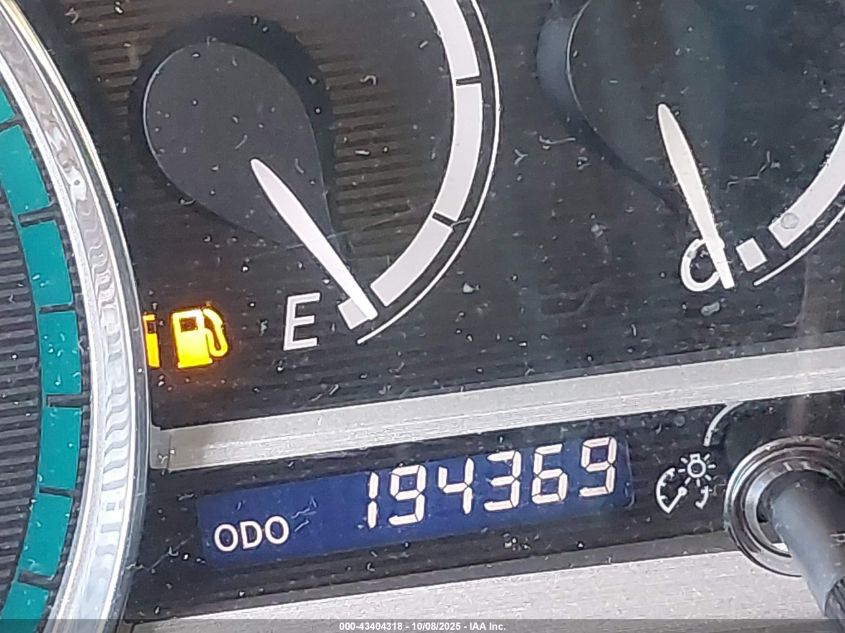 E
C
ODO 194369
000-43404318 - 10/08/2025 - IAA Inc.